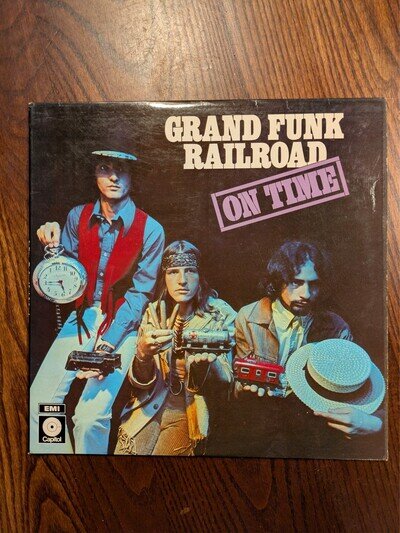 GRAND FUNK
RAILROAD
ON TIME
EMI
Capitol